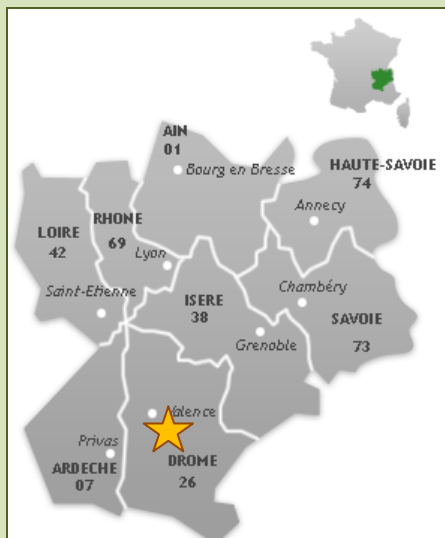 AIN
01
Bourg en Bresse
HAUTE-SAVOIE
74
Annecy
RHONE
69
LOIRE
42
Lyon
Saint-Etienne
ISERE
38
Chambéry
SAVOIE
73
Grenoble
Valence
Privas
ARDECHE
07
DROME
26